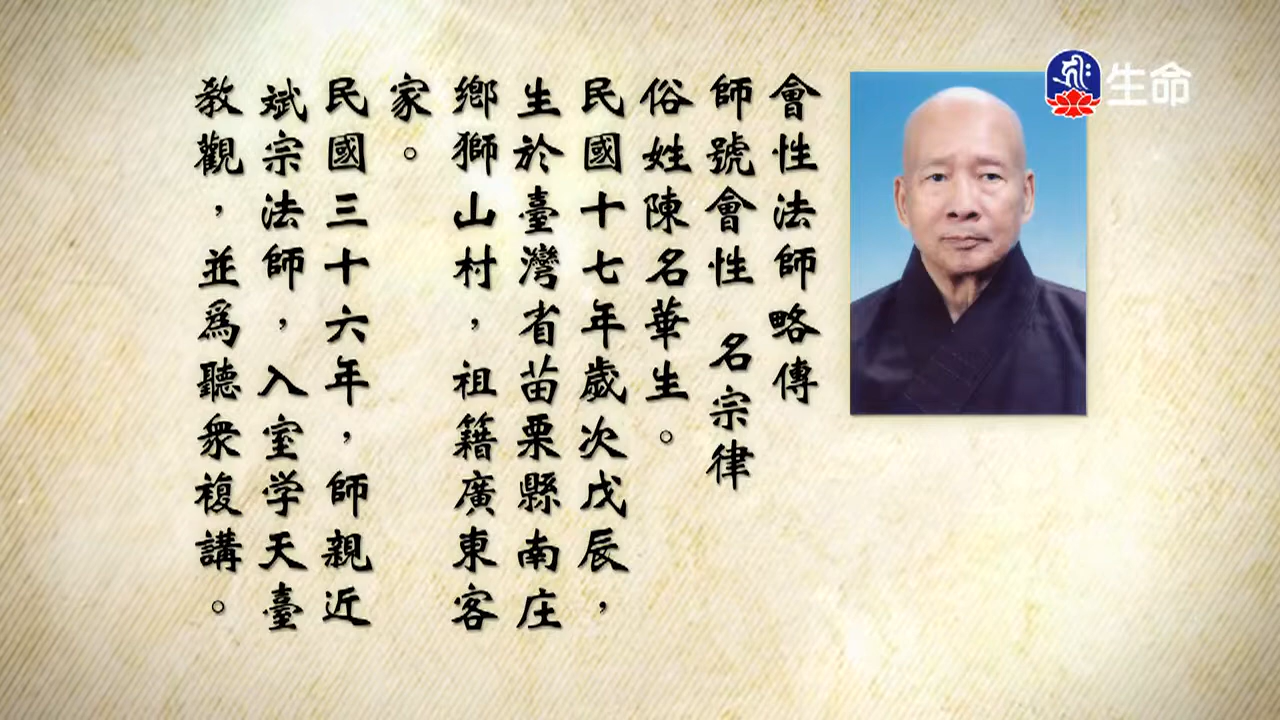 會性法師略傳
師號會性 名宗律
俗姓陳名華生。
民國十七年歲次戊辰，
生於臺灣省苗栗縣南庄
鄉獅山村，祖籍廣東客
家。
民國三十六年，師親近
斌宗法師，入室学天臺
教觀，並爲聽衆複講。
生命